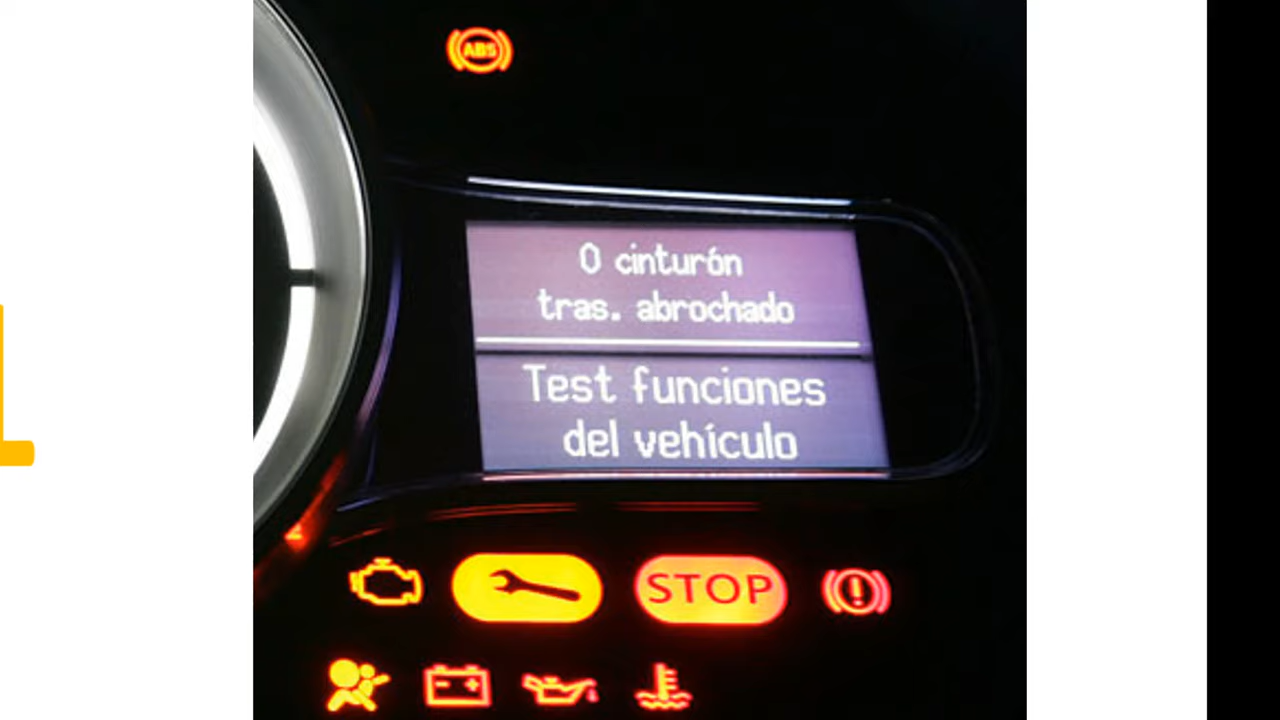 ABS
0 cinturón
tras. abrochado
Test funciones
del vehículo
STOP